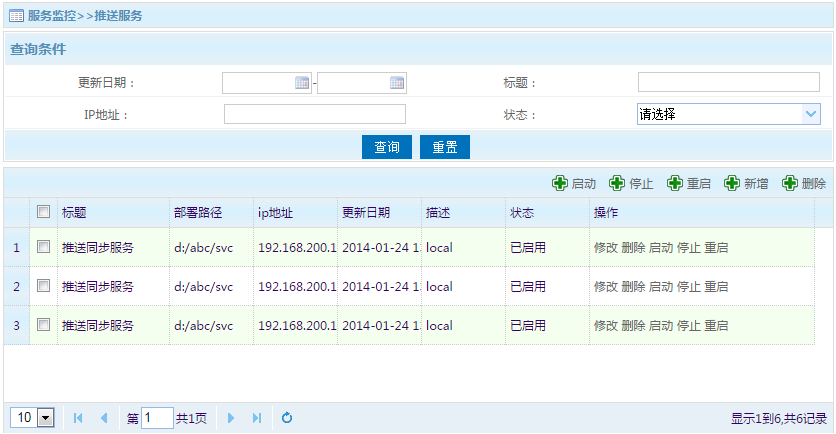 服务监控>>推送服务
查询条件
更新日期： - 标题：
IP地址： 状态： 请选择
查询 重置
启动 停止 重启 新增 删除
标题 部署路径 ip地址 更新日期 描述 状态 操作
1 推送同步服务 d:/abc/svc 192.168.200.1 2014-01-24 1 local 已启用 修改 删除 启动 停止 重启
2 推送同步服务 d:/abc/svc 192.168.200.1 2014-01-24 1 local 已启用 修改 删除 启动 停止 重启
3 推送同步服务 d:/abc/svc 192.168.200.1 2014-01-24 1 local 已启用 修改 删除 启动 停止 重启
10 第 1 共1页 显示1到6,共6记录